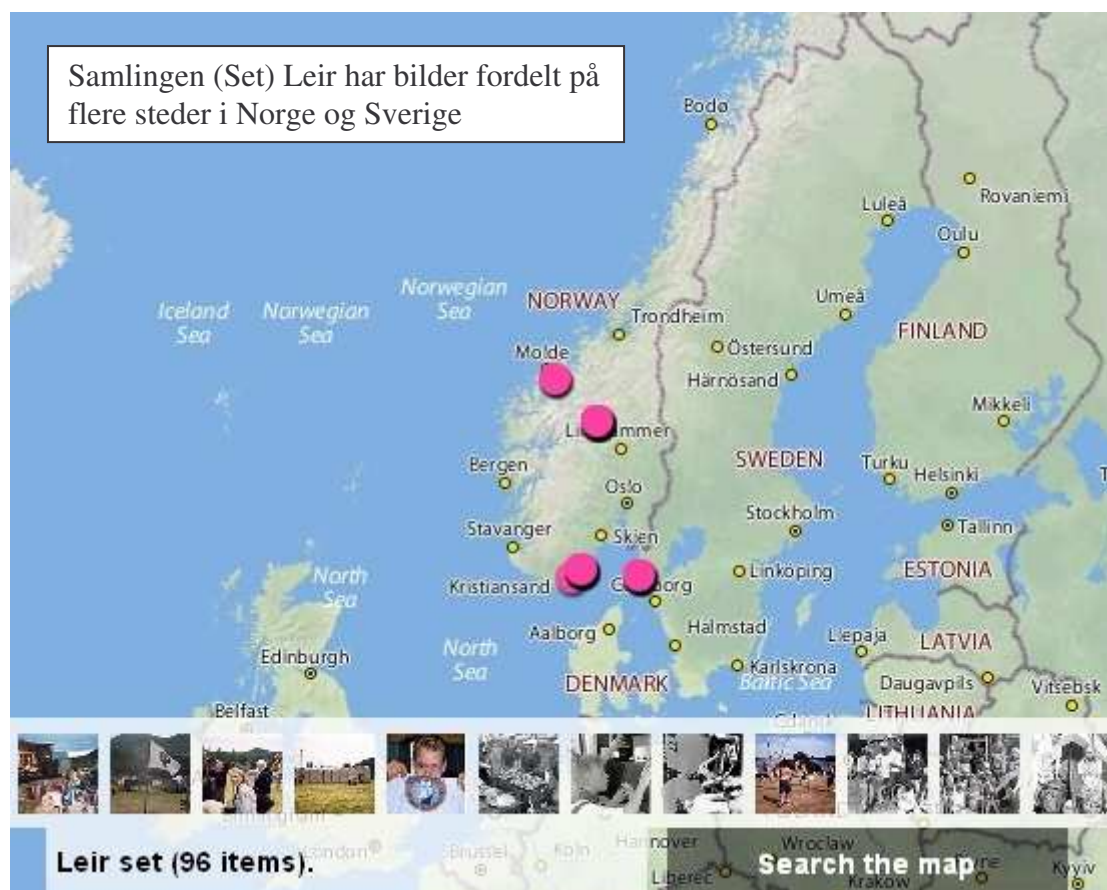 Samlingen (Set) Leir har bilder fordelt på
flere steder i Norge og Sverige
Bodø
Rovaniemi
Luleå
Oulu
Norwegian
Sea
Iceland
Sea
Norwegian
Sea
NORWAY
Trondheim
Umeå
FINLAND
Molde
Östersund
Härnösand
Mikkeli
Bergen
SWEDEN
Turku
Helsinki
Oslo
Stockholm
Tallinn
Stavanger
Skien
North
Sea
Kristiansand
Linköping
ESTONIA
Aalborg
Halmstad
Liepaja
LATVIA
North
Sea
Edinburgh
DENMARK
Karlskrona
Baltic Sea
Daugavpils
Vitsebsk
Belfast
LITHUANIA
Leir set (96 items).
London
Brussel
Köln
Hannover
Wroclaw
Search the map
Liberec
Krakow
Kyyiv